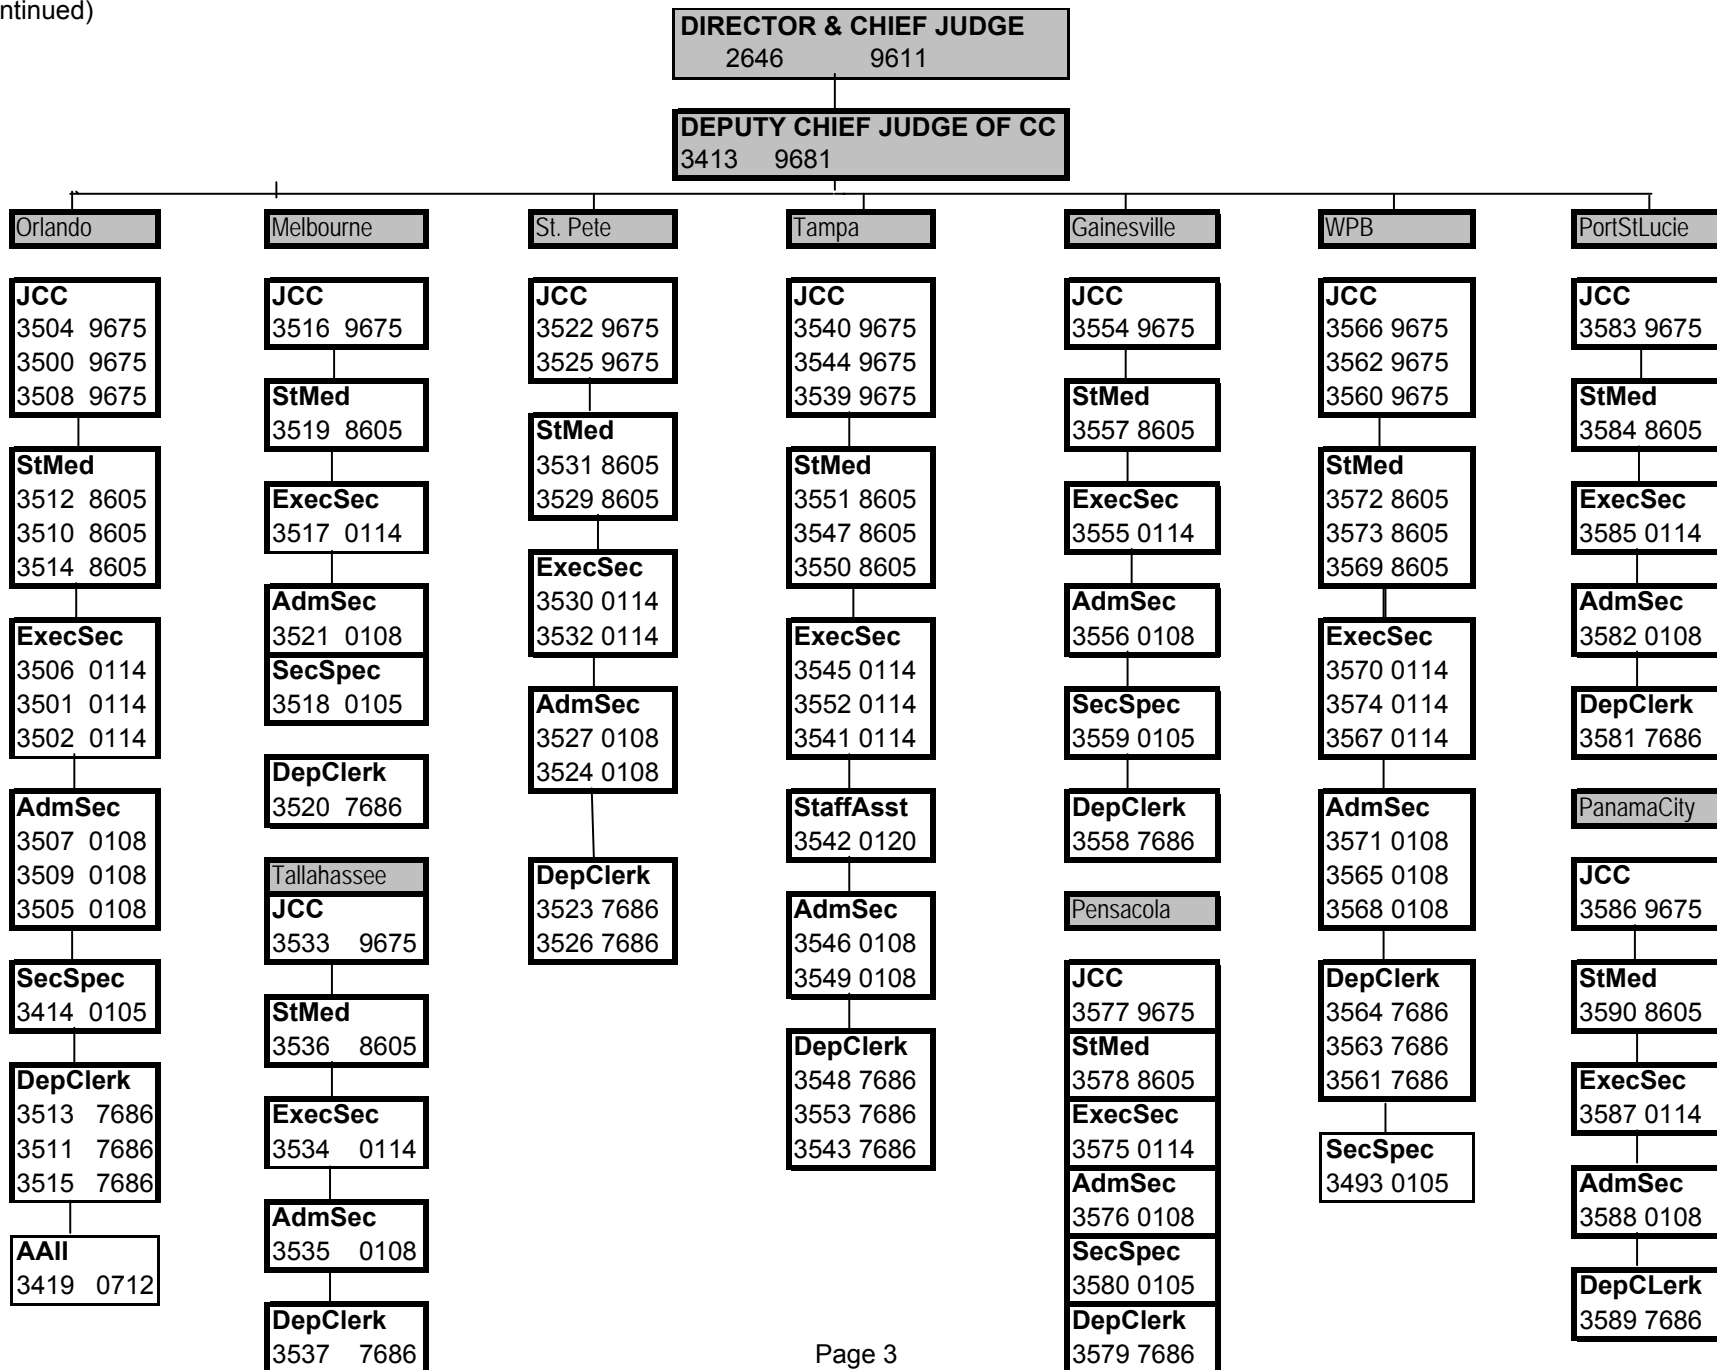 ntinued)
DIRECTOR & CHIEF JUDGE
2646 9611
DEPUTY CHIEF JUDGE OF CC
3413 9681
Orlando
JCC
3504 9675
3500 9675
3508 9675
StMed
3512 8605
3510 8605
3514 8605
ExecSec
3506 0114
3501 0114
3502 0114
AdmSec
3507 0108
3509 0108
3505 0108
SecSpec
3414 0105
DepClerk
3513 7686
3511 7686
3515 7686
AAII
3419 0712
Melbourne
JCC
3516 9675
StMed
3519 8605
ExecSec
3517 0114
AdmSec
3521 0108
SecSpec
3518 0105
DepClerk
3520 7686
Tallahassee
JCC
3533 9675
StMed
3536 8605
ExecSec
3534 0114
AdmSec
3535 0108
DepClerk
3537 7686
St. Pete
JCC
3522 9675
3525 9675
StMed
3531 8605
3529 8605
ExecSec
3530 0114
3532 0114
AdmSec
3527 0108
3524 0108
DepClerk
3523 7686
3526 7686
Tampa
JCC
3540 9675
3544 9675
3539 9675
StMed
3551 8605
3547 8605
3550 8605
ExecSec
3545 0114
3552 0114
3541 0114
StaffAsst
3542 0120
AdmSec
3546 0108
3549 0108
DepClerk
3548 7686
3553 7686
3543 7686
Gainesville
JCC
3554 9675
StMed
3557 8605
ExecSec
3555 0114
AdmSec
3556 0108
SecSpec
3559 0105
DepClerk
3558 7686
Pensacola
JCC
3577 9675
StMed
3578 8605
ExecSec
3575 0114
AdmSec
3576 0108
SecSpec
3580 0105
DepClerk
3579 7686
WPB
JCC
3566 9675
3562 9675
3560 9675
StMed
3572 8605
3573 8605
3569 8605
ExecSec
3570 0114
3574 0114
3567 0114
AdmSec
3571 0108
3565 0108
3568 0108
DepClerk
3564 7686
3563 7686
3561 7686
SecSpec
3493 0105
PortStLucie
JCC
3583 9675
StMed
3584 8605
ExecSec
3585 0114
AdmSec
3582 0108
DepClerk
3581 7686
PanamaCity
JCC
3586 9675
StMed
3590 8605
ExecSec
3587 0114
AdmSec
3588 0108
DepCLerk
3589 7686
Page 3